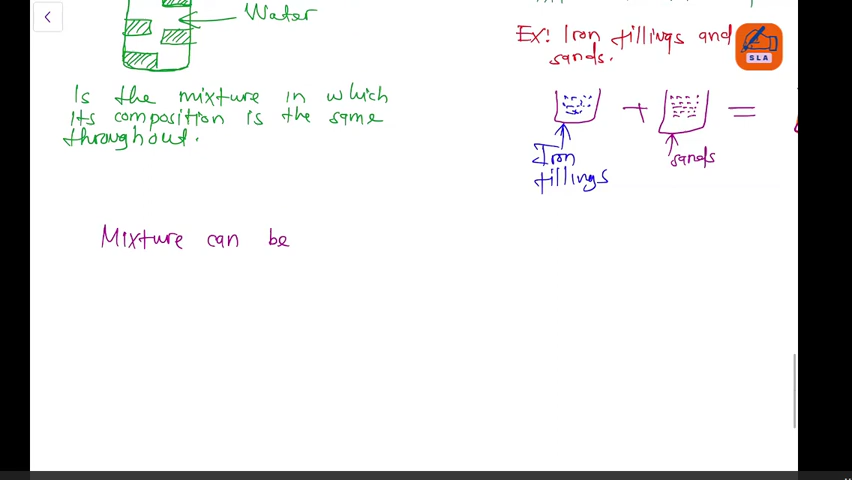 Water
Is the mixture in which
its composition is the same
throughout.
Ex! Iron fillings and
sands.
SLA
+ =
Iron
fillings
sands
Mixture can be